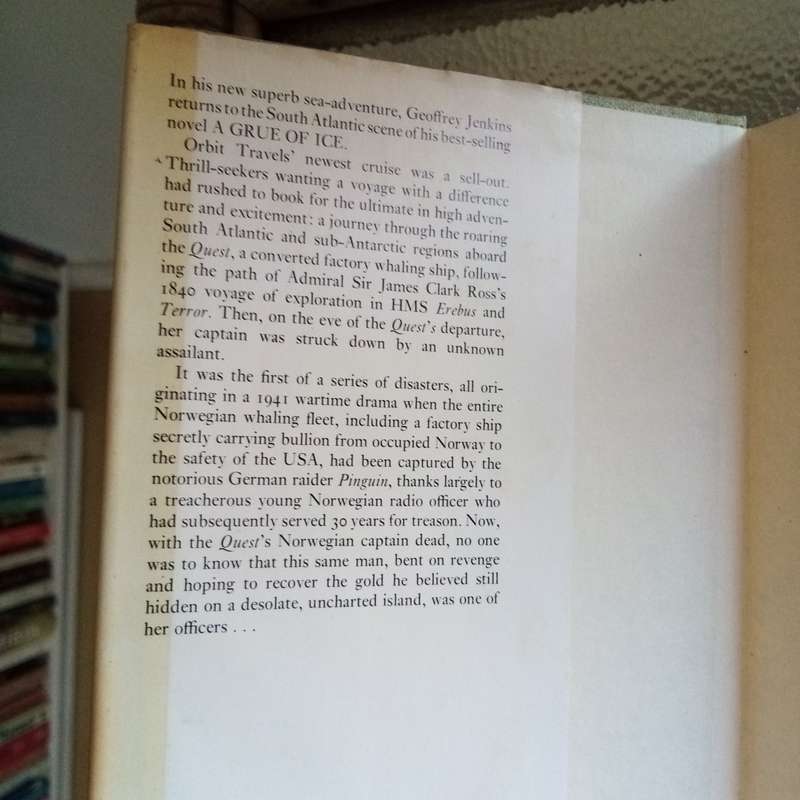 In his new superb sea-adventure, Geoffrey Jenkins
returns to the South Atlantic scene of his best-selling
novel A GRUE OF ICE.
Orbit Travels' newest cruise was a sell-out.
Thrill-seekers wanting a voyage with a difference
had rushed to book for the ultimate in high adven-
ture and excitement: a journey through the roaring
South Atlantic and sub-Antarctic regions aboard
the Quest, a converted factory whaling ship, follow-
ing the path of Admiral Sir James Clark Ross's
1840 voyage of exploration in HMS Erebus and
Terror. Then, on the eve of the Quest's departure,
her captain was struck down by an unknown
assailant.
It was the first of a series of disasters, all ori-
ginating in a 1941 wartime drama when the entire
Norwegian whaling fleet, including a factory ship
secretly carrying bullion from occupied Norway to
the safety of the USA, had been captured by the
notorious German raider Pinguin, thanks largely to
a treacherous young Norwegian radio officer who
had subsequently served 30 years for treason. Now,
with the Quest's Norwegian captain dead, no one
was to know that this same man, bent on revenge
and hoping to recover the gold he believed still
hidden on a desolate, uncharted island, was one of
her officers . . .